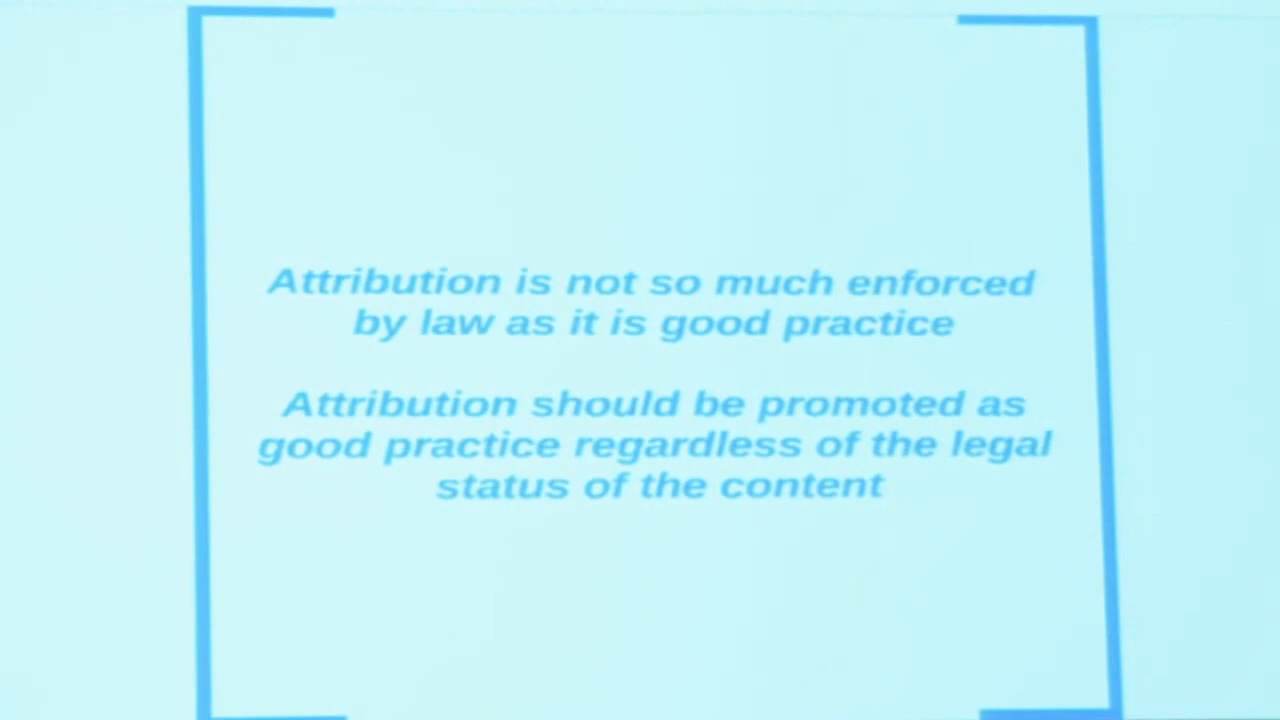 Attribution is not so much enforced
by law as it is good practice
Attribution should be promoted as
good practice regardless of the legal
status of the content